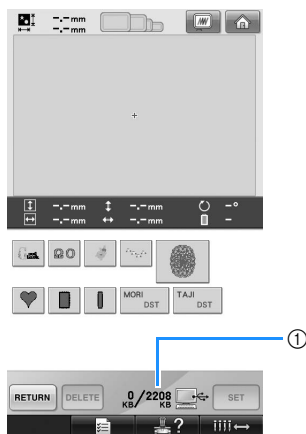 -.- mm
-.- mm
-.- mm -.- mm -°
-.- mm -.- mm -
MORI DST TAJI DST
①
RETURN DELETE 0/2208 KB KB SET
?